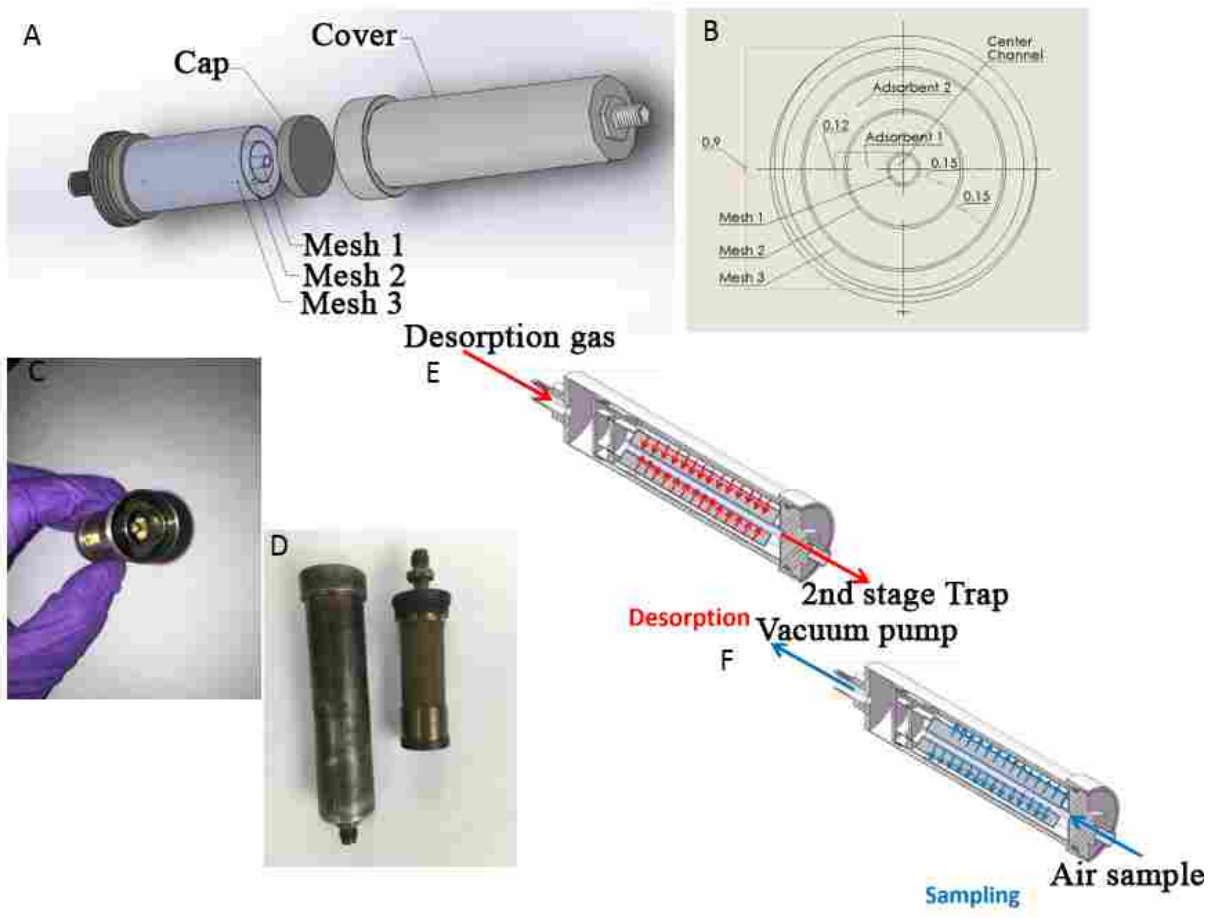 A
Cover
Cap
Mesh 1
Mesh 2
Mesh 3
B
Center
Channel
Adsorbent 2
0.12
Adsorbent 1
0.9
0.15
0.15
Mesh 1
Mesh 2
Mesh 3
C
D
Desorption gas
E
2nd stage Trap
Desorption
Vacuum pump
F
Air sample
Sampling